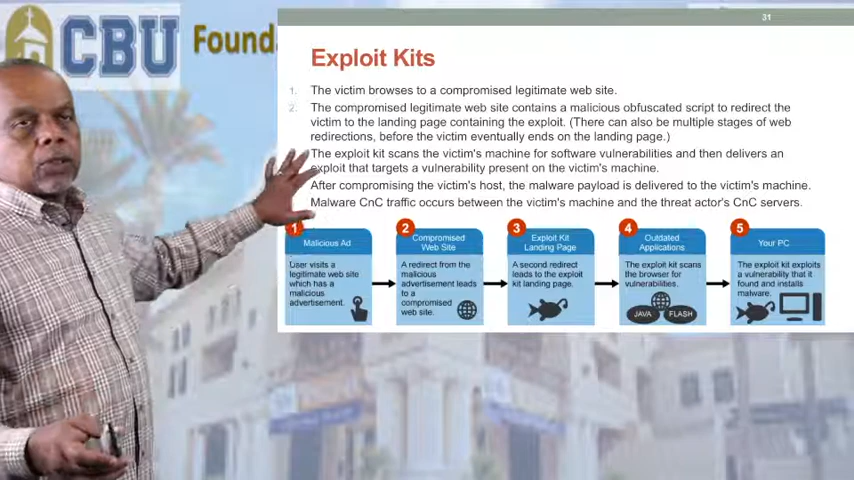 CBU
Founda
31
Exploit Kits
1. The victim browses to a compromised legitimate web site.
2. The compromised legitimate web site contains a malicious obfuscated script to redirect the
victim to the landing page containing the exploit. (There can also be multiple stages of web
redirections, before the victim eventually ends on the landing page.)
The exploit kit scans the victim's machine for software vulnerabilities and then delivers an
exploit that targets a vulnerability present on the victim's machine.
After compromising the victim's host, the malware payload is delivered to the victim's machine.
Malware CnC traffic occurs between the victim's machine and the threat actor's CnC servers.
1
Malicious Ad
User visits a
legitimate web site
which has a
malicious
advertisement.
2
Compromised
Web Site
A redirect from the
malicious
advertisement leads
to a
compromised
web site.
3
Exploit Kit
Landing Page
A second redirect
leads to the exploit
kit landing page.
4
Outdated
Applications
The exploit kit scans
the browser for
vulnerabilities.
JAVA
FLASH
5
Your PC
The exploit kit exploits
a vulnerability that it
found and installs
malware.